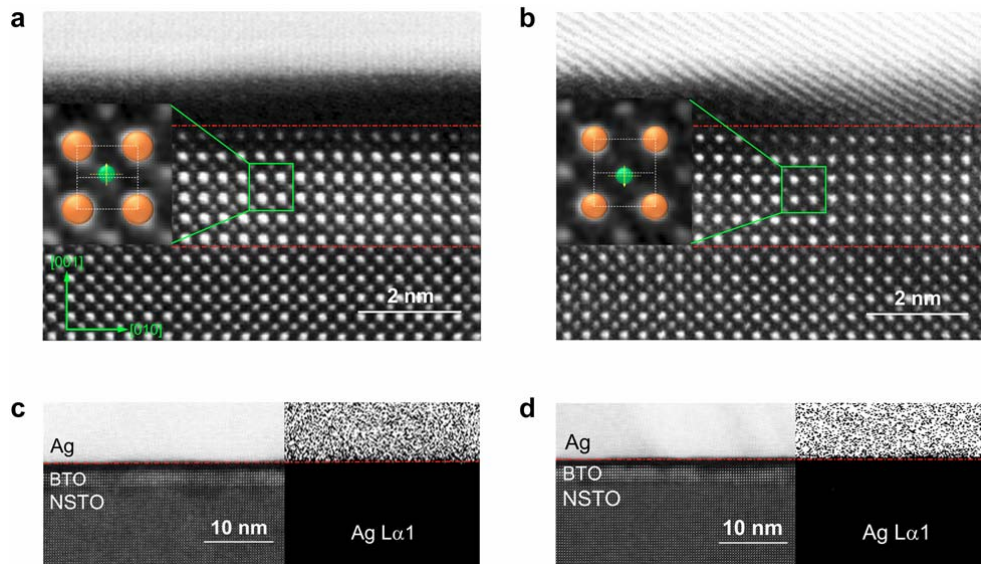 a
b
[001]
[010]
2 nm
2 nm
c
d
Ag
BTO
NSTO
10 nm
Ag Lα1
Ag
BTO
NSTO
10 nm
Ag Lα1